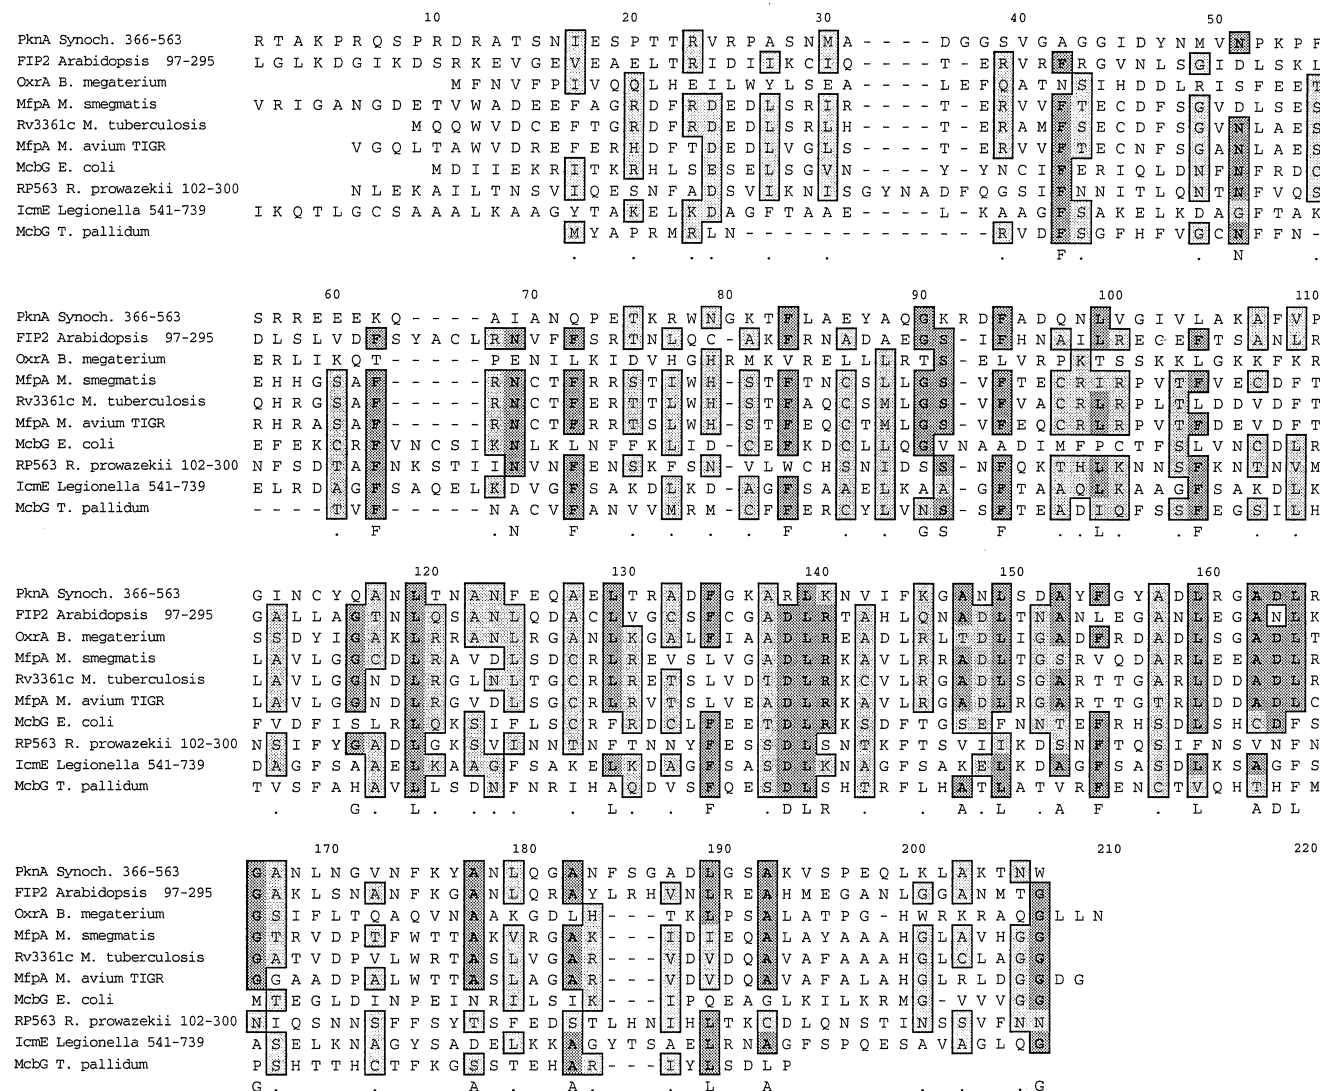 10 20 30 40 50
PknA Synoch. 366-563 R T A K P R Q S P R D R A T S N I E S P T T R V R P A S N M A - - - - D G G S V G A G G I D Y N M V N P K P F
FIP2 Arabidopsis 97-295 L G L K D G I K D S R K E V G E V E A E L T R I D I I K C I Q - - - - T - E R V R F R G V N L S G I D L S K L
OxrA B. megaterium M F N V F P I V Q Q L H E I L W Y L S E A - - - - L E F Q A T N S I H D D L R I S F E E T
MfpA M. smegmatis V R I G A N G D E T V W A D E E F A G R D F R D E D L S R I R - - - - T - E R V V F T E C D F S G V D L S E S
Rv3361c M. tuberculosis M Q Q W V D C E F T G R D F R D E D L S R L H - - - - T - E R A M F S E C D F S G V N L A E S
MfpA M. avium TIGR V G Q L T A W V D R E F E R H D F T D E D L V G L S - - - - T - E R V V F T E C N F S G A N L A E S
McbG E. coli M D I I E K R I T K R H L S E S E L S G V N - - - - Y - Y N C I F E R I Q L D N F N F R D C
RP563 R. prowazekii 102-300 N L E K A I L T N S V I Q E S N F A D S V I K N I S G Y N A D F Q G S I F N N I T L Q N T N F V Q S
IcmE Legionella 541-739 I K Q T L G C S A A A L K A A G Y T A K E L K D A G F T A A E - - - - L - K A A G F S A K E L K D A G F T A K
McbG T. pallidum M Y A P R M R L N - - - - - - - - - - - - - R V D F S G F H F V G C N F F N -
. . . . . . . F . . N .
60 70 80 90 100 110
PknA Synoch. 366-563 S R R E E E K Q - - - - A I A N Q P E T K R W N G K T F L A E Y A Q G K R D F A D Q N L V G I V L A K A F V P
FIP2 Arabidopsis 97-295 D L S L V D F S Y A C L R N V F F S R T N L Q C - A K F R N A D A E G S - I F H N A I L R E C E F T S A N L R
OxrA B. megaterium E R L I K Q T - - - - - P E N I L K I D V H G H R M K V R E L L L R T S - E L V R P K T S S K K L G K K F K R
MfpA M. smegmatis E H H G S A F - - - - - R N C T F R R S T I W H - S T F T N C S L L G S - V F T E C R I R P V T F V E C D F T
Rv3361c M. tuberculosis Q H R G S A F - - - - - R N C T F E R T T L W H - S T F A Q C S M L G S - V F V A C R L R P L T L D D V D F T
MfpA M. avium TIGR R H R A S A F - - - - - R N C T F R R T S L W H - S T F E Q C T M L G S - V F E Q C R L R P V T F D E V D F T
McbG E. coli E F E K C R F V N C S I K N L K L N F F K L I D - C E F K D C L L Q G V N A A D I M F P C T F S L V N C D L R
RP563 R. prowazekii 102-300 N F S D T A F N K S T I I N V N F E N S K F S N - V L W C H S N I D S S - N F Q K T H L K N N S F K N T N V M
IcmE Legionella 541-739 E L R D A G F S A Q E L K D V G F S A K D L K D - A G F S A A E L K A A - G F T A A Q L K A A G F S A K D L K
McbG T. pallidum - - - - T V F - - - - - N A C V F A N V V M R M - C F F E R C Y L V N S - S F T E A D I Q F S S F E G S I L H
. F . N F . . . . F . . G S F . . L . . F . .
120 130 140 150 160
PknA Synoch. 366-563 G I N C Y Q A N L T N A N F E Q A E L T R A D F G K A R L K N V I F K G A N L S D A Y F G Y A D L R G A D L R
FIP2 Arabidopsis 97-295 G A L L A G T N L Q S A N L Q D A C L V G C S F C G A D L R T A H L Q N A D L T N A N L E G A N L E G A N L K
OxrA B. megaterium S S D Y I G A K L R R A N L R G A N L K G A L F I A A D L R E A D L R L T D L I G A D F R D A D L S G A D L T
MfpA M. smegmatis L A V L G G C D L R A V D L S D C R L R E V S L V G A D L R K A V L R R A D L T G S R V Q D A R L E E A D L R
Rv3361c M. tuberculosis L A V L G G N D L R G L N L T G C R L R E T S L V D T D L R K C V L R G A D L S G A R T T G A R L D D A D L R
MfpA M. avium TIGR L A V L G G N D L R G V D L S G C R L R V T S L V E A D L R K A V L R G A D L R G A R T T G T R L D D A D L C
McbG E. coli F V D F I S L R L Q K S I F L S C R F R D C L F E E T D L R K S D F T G S E F N N T E F R H S D L S H C D F S
RP563 R. prowazekii 102-300 N S I F Y G A D L G K S V I N N T N F T N N Y F E S S D L S N T K F T S V I I K D S N F T Q S I F N S V N F N
IcmE Legionella 541-739 D A G F S A A E L K A A G F S A K E L K D A G F S A S D L K N A G F S A K E L K D A G F S A S D L K S A G F S
McbG T. pallidum T V S F A H A V L L S D N F N R I H A Q D V S F Q E S D L S H T R F L H A T L A T V R F E N C T V Q H T H F M
. G . L . . . . . L . . F . D L R . A . L . A F . L A D L
170 180 190 200 210 220
PknA Synoch. 366-563 G A N L N G V N F K Y A N L Q G A N F S G A D L G S A K V S P E Q L K L A K T N W
FIP2 Arabidopsis 97-295 G A K L S N A N F K G A N L Q R A Y L R H V N L R E A H M E G A N L G G A N M T G
OxrA B. megaterium G S I F L T Q A Q V N A A K G D L H - - - T K L P S A L A T P G - H W R K R A Q G L L N
MfpA M. smegmatis G T R V D P T F W T T A K V R G A K - - - I D I E Q A L A Y A A A H G L A V H G G
Rv3361c M. tuberculosis G A T V D P V L W R T A S L V G A R - - - V D V D Q A V A F A A A H G L C L A G G
MfpA M. avium TIGR G G A A D P A L W T T A S L A G A R - - - V D V D Q A V A F A L A H G L R L D G G D G
McbG E. coli M T E G L D I N P E I N R I L S I K - - - I P Q E A G L K I L K R M G - V V V G G
RP563 R. prowazekii 102-300 N I Q S N N S F F S Y T S F E D S T L H N I H L T K C D L Q N S T I N S S V F N N
IcmE Legionella 541-739 A S E L K N A G Y S A D E L K K A G Y T S A E L R N A G F S P Q E S A V A G L Q G
McbG T. pallidum P S H T T H C T F K G S S T E H A R - - - I Y L S D L P
G . . A . A . . L A . . . G